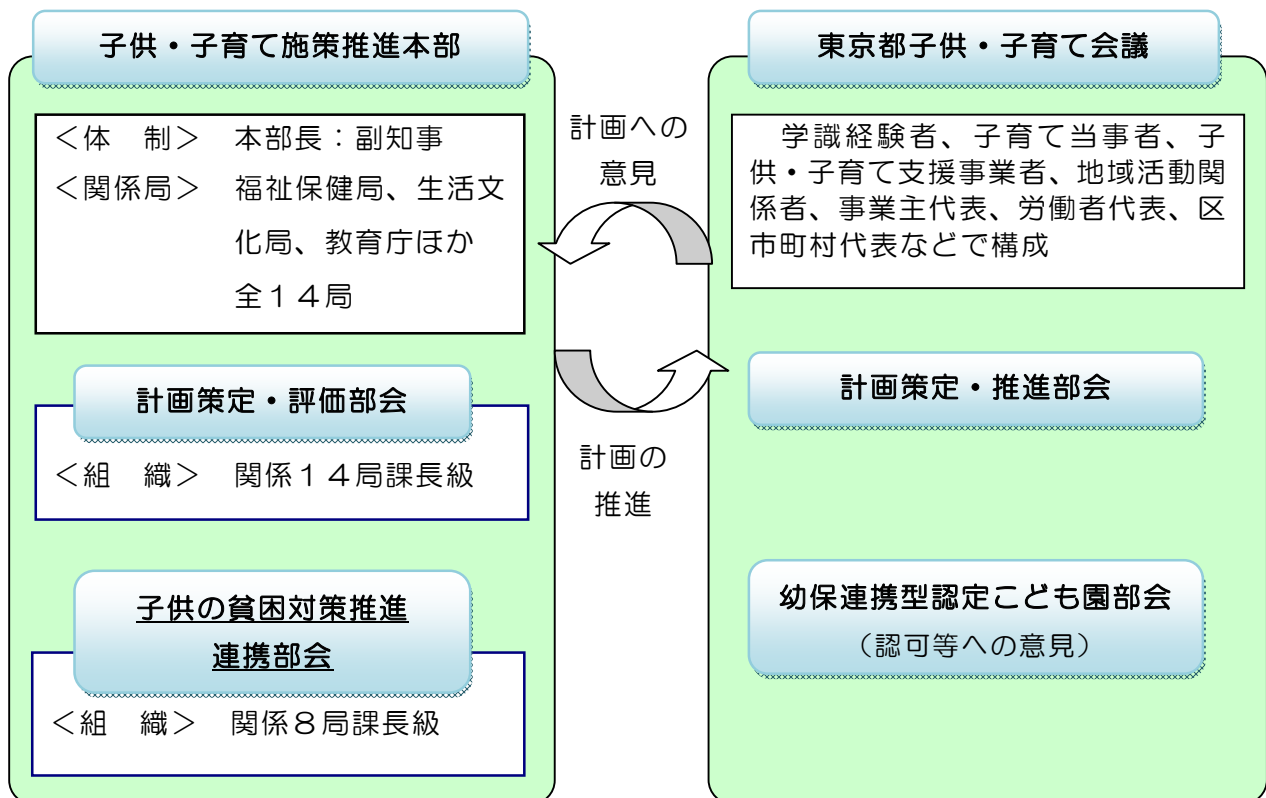 子供・子育て施策推進本部
＜体　制＞　本部長：副知事
＜関係局＞　福祉保健局、生活文
化局、教育庁ほか
全１４局
計画策定・評価部会
＜組　織＞　関係１４局課長級
子供の貧困対策推進
連携部会
＜組　織＞　関係８局課長級
計画への
意見
計画の
推進
東京都子供・子育て会議
　学識経験者、子育て当事者、子
供・子育て支援事業者、地域活動関
係者、事業主代表、労働者代表、区
市町村代表などで構成
計画策定・推進部会
幼保連携型認定こども園部会
（認可等への意見）